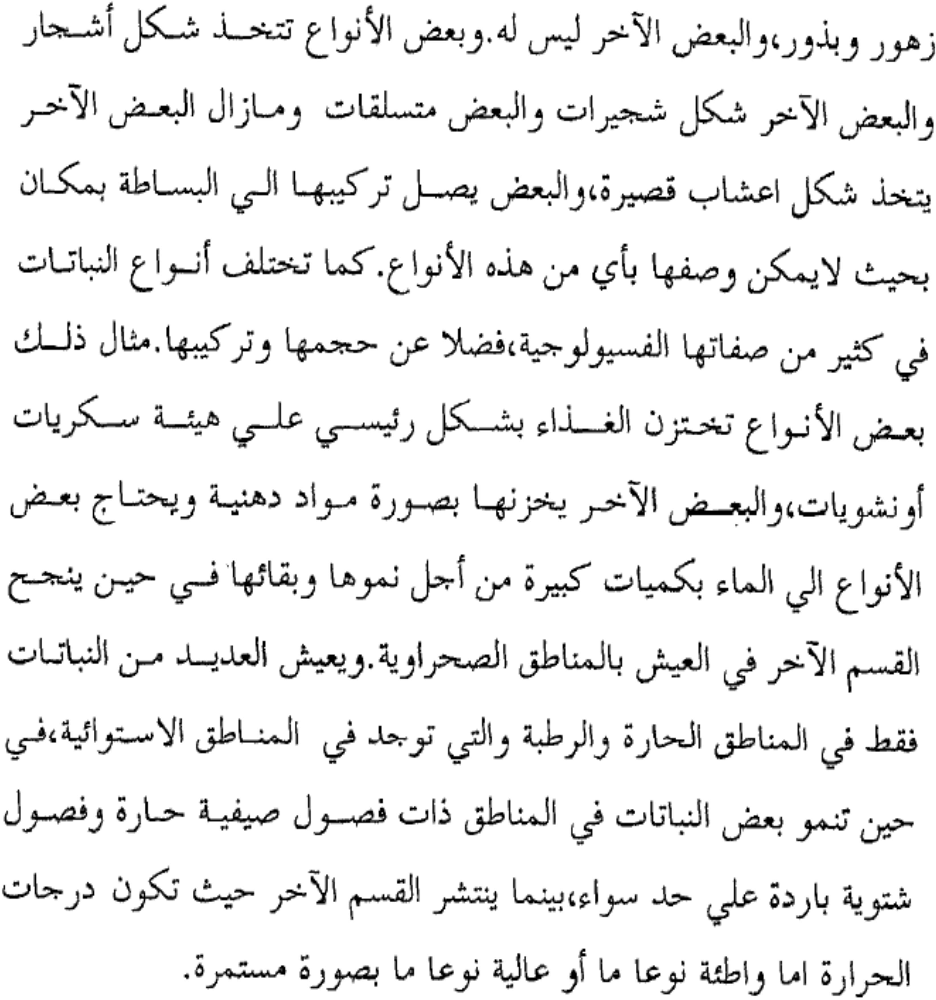 زهور وبذور،والبعض الآخر ليس له.وبعض الأنواع تتخذ شكل أشجار
والبعض الآخر شكل شجيرات والبعض متسلقات ومازال البعض الآخر
يتخذ شكل اعشاب قصيرة،والبعض يصل تركيبها الي البساطة بمكان
بحيث لايمكن وصفها بأي من هذه الأنواع.كما تختلف أنواع النباتات
في كثير من صفاتها الفسيولوجية،فضلا عن حجمها وتركيبها.مثال ذلك
بعض الأنواع تختزن الغذاء بشكل رئيسي علي هيئة سكريات
أونشويات،والبعض الآخر يخزنها بصورة مواد دهنية ويحتاج بعض
الأنواع الي الماء بكميات كبيرة من أجل نموها وبقائها في حين ينجح
القسم الآخر في العيش بالمناطق الصحراوية.ويعيش العديد من النباتات
فقط في المناطق الحارة والرطبة والتي توجد في المناطق الاستوائية،في
حين تنمو بعض النباتات في المناطق ذات فصول صيفية حارة وفصول
شتوية باردة علي حد سواء،بينما ينتشر القسم الآخر حيث تكون درجات
الحرارة اما واطئة نوعا ما أو عالية نوعا ما بصورة مستمرة.